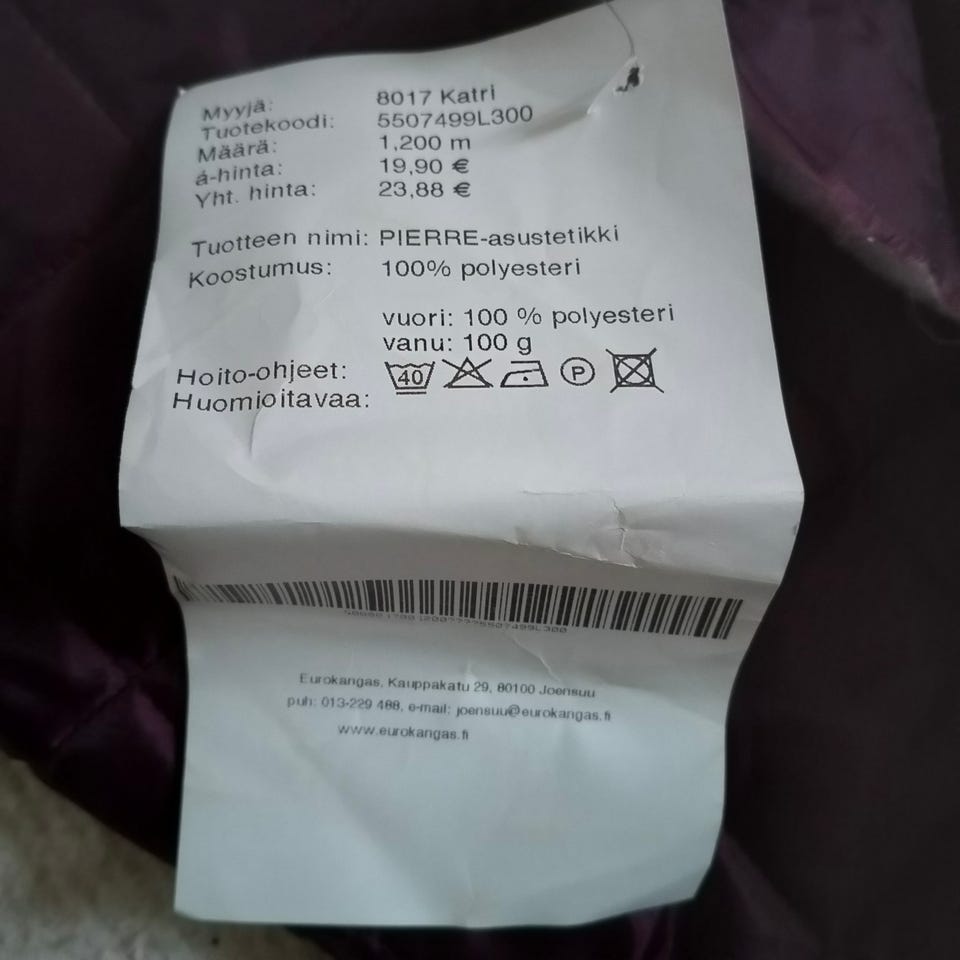 Myyjä: 8017 Katri
Tuotekoodi: 5507499L300
Määrä: 1,200 m
á-hinta: 19,90 €
Yht. hinta: 23,88 €
Tuotteen nimi: PIERRE-asustetikki
Koostumus: 100% polyesteri
vuori: 100 % polyesteri
vanu: 100 g
Hoito-ohjeet: 40 P
Huomioitavaa:
Eurokangas, Kauppakatu 29, 80100 Joensuu
puh: 013-229 488, e-mail: joensuu@eurokangas.fi
www.eurokangas.fi